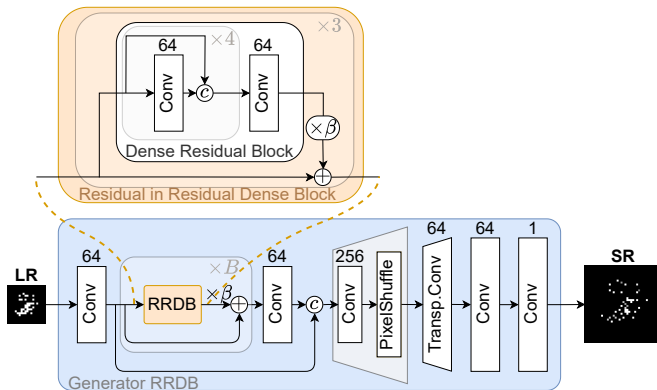 ×3
×4
64
64
Conv
c
Conv
×β
Dense Residual Block
+
Residual in Residual Dense Block
LR
64
Conv
×B
RRDB
×β
+
64
Conv
c
256
Conv
PixelShuffle
64
Transp.Conv
64
Conv
1
Conv
SR
Generator RRDB